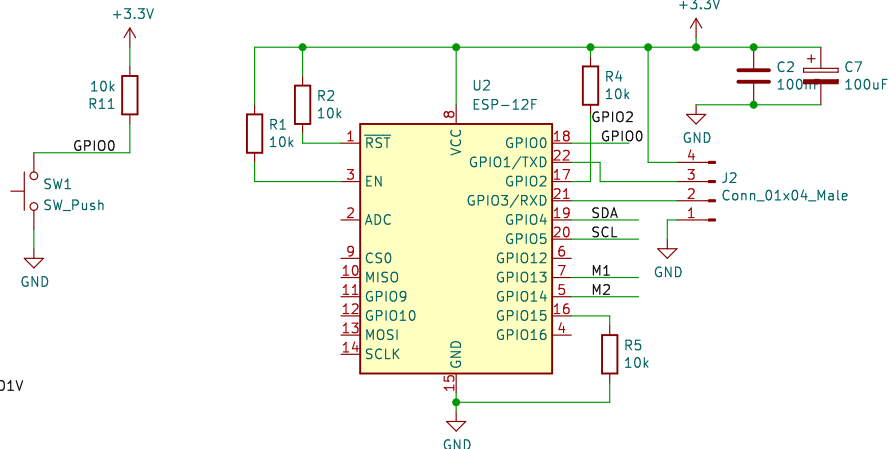 +3.3V
10k
R11
GPIO0
SW1
SW_Push
GND
01V
+3.3V
R1
10k
R2
10k
U2
ESP-12F
R4
10k
GPIO2
GPIO0
C2
100nF
C7
100uF
GND
8
VCC
1
RST
3
EN
2
ADC
9
CS0
10
MISO
11
GPIO9
12
GPIO10
13
MOSI
14
SCLK
GPIO0
18
GPIO1/TXD
22
GPIO2
17
GPIO3/RXD
21
GPIO4
19
SDA
GPIO5
20
SCL
GPIO12
6
GPIO13
7
M1
GPIO14
5
M2
GPIO15
16
GPIO16
4
GND
15
GND
R5
10k
4
3
2
1
J2
Conn_01x04_Male
GND